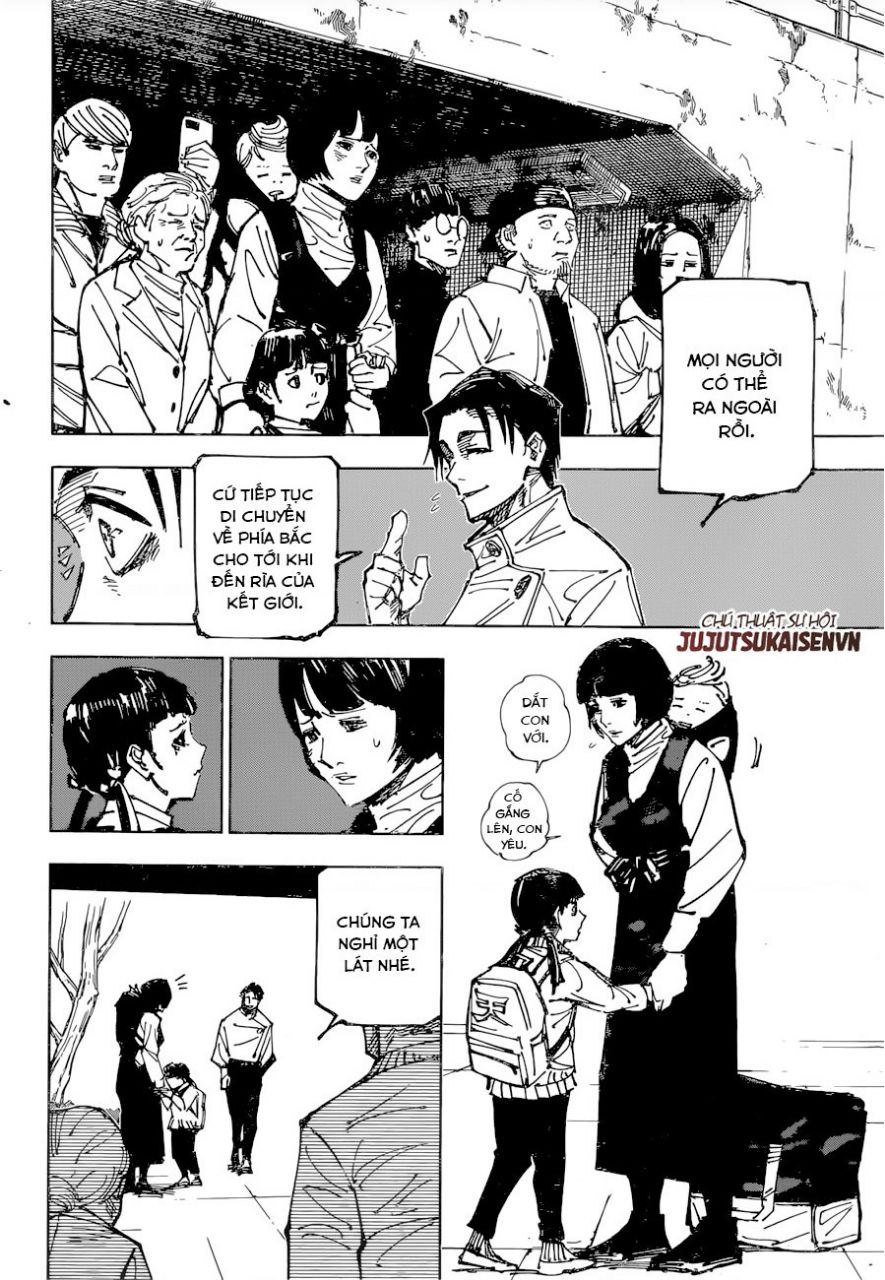 MỌI NGƯỜI
CÓ THỂ
RA NGOÀI
RỒI.
CỨ TIẾP TỤC
DI CHUYỂN
VỀ PHÍA BẮC
CHO TỚI KHI
ĐẾN RÌA CỦA
KẾT GIỚI.
CHÚ THUẬT SƯ HỒI
JUJUTSUKAISENVN
DẮT
CON
VỚI.
CỐ
GẮNG
LÊN, CON
YÊU.
天
CHÚNG TA
NGHỈ MỘT
LÁT NHÉ.